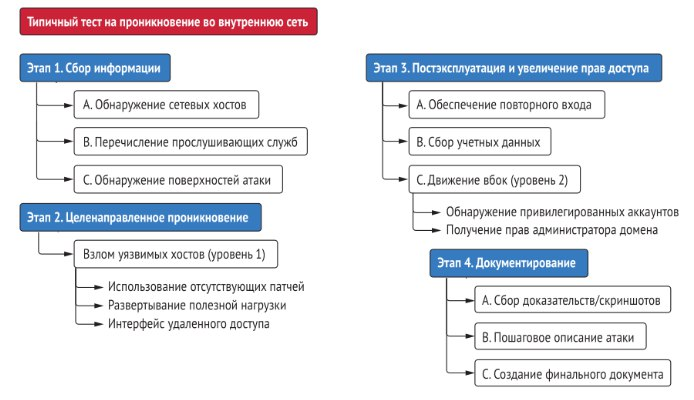 Типичный тест на проникновение во внутреннюю сеть
Этап 1. Сбор информации
A. Обнаружение сетевых хостов
B. Перечисление прослушивающих служб
C. Обнаружение поверхностей атаки
Этап 2. Целенаправленное проникновение
Взлом уязвимых хостов (уровень 1)
Использование отсутствующих патчей
Развертывание полезной нагрузки
Интерфейс удаленного доступа
Этап 3. Постэксплуатация и увеличение прав доступа
A. Обеспечение повторного входа
B. Сбор учетных данных
C. Движение вбок (уровень 2)
Обнаружение привилегированных аккаунтов
Получение прав администратора домена
Этап 4. Документирование
A. Сбор доказательств/скриншотов
B. Пошаговое описание атаки
C. Создание финального документа